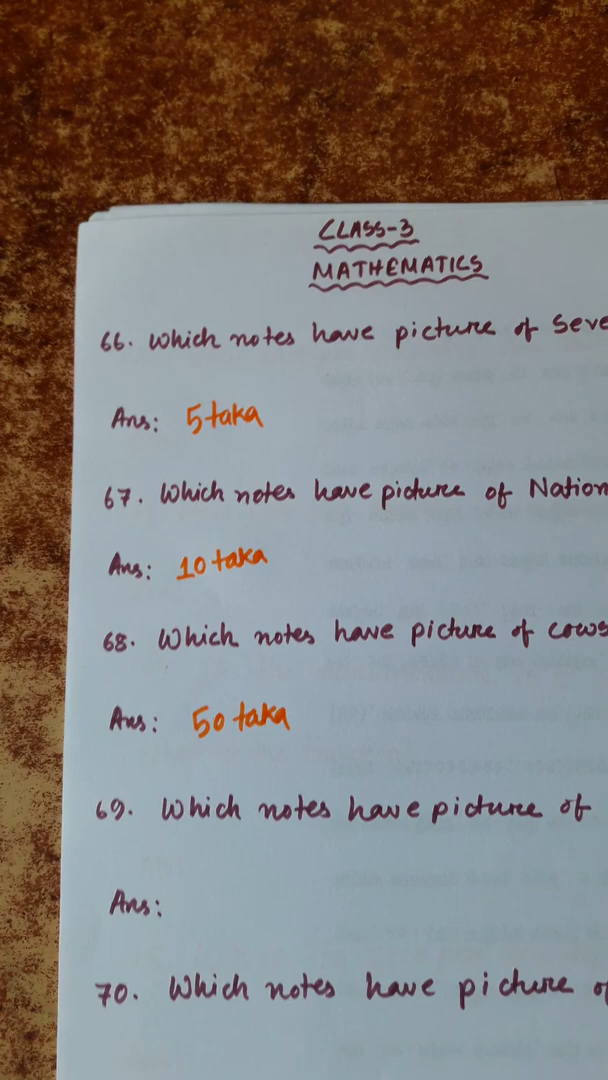 CLASS-3
MATHEMATICS
66. Which notes have picture of Seve
Ans: 5 taka
67. Which notes have picture of Nation
Ans: 10 taka
68. Which notes have picture of cows
Ans: 50 taka
69. Which notes have picture of
Ans:
70. Which notes have picture of